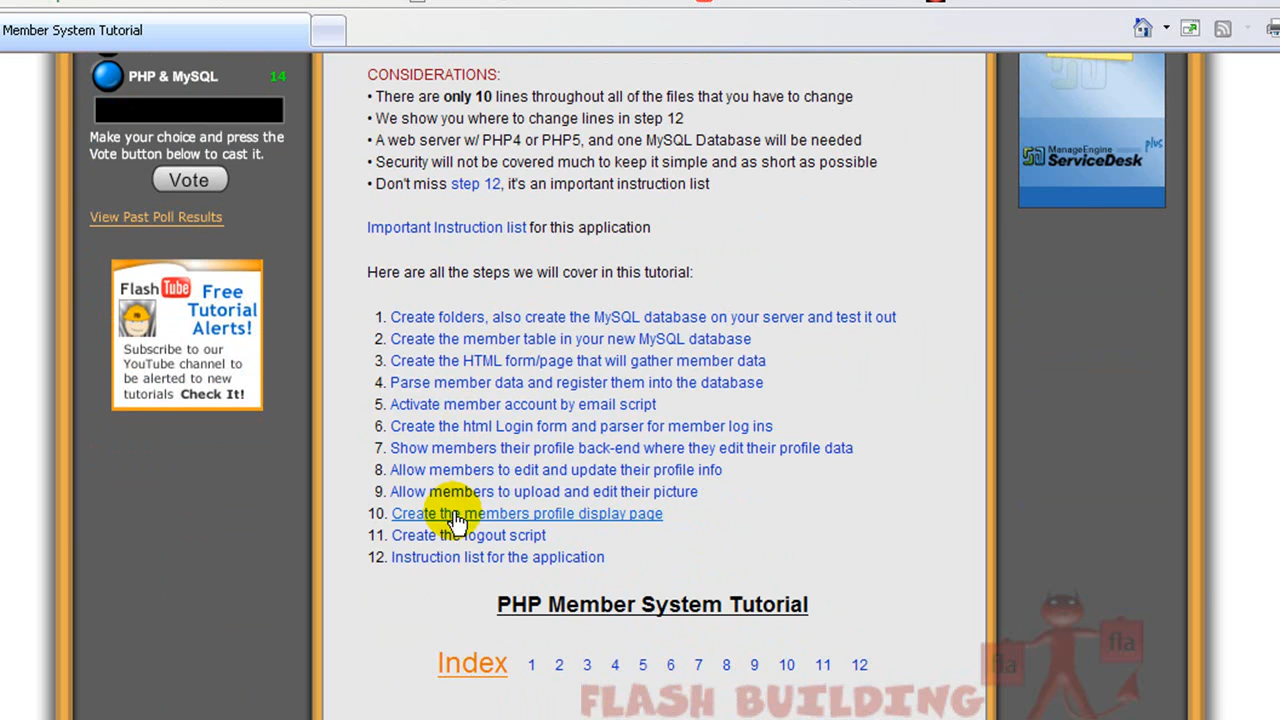 Member System Tutorial
PHP & MySQL 14
Make your choice and press the
Vote button below to cast it.
Vote
View Past Poll Results
Flash Tube Free
Tutorial
Alerts!
Subscribe to our
YouTube channel to
be alerted to new
tutorials Check It!
CONSIDERATIONS:
• There are only 10 lines throughout all of the files that you have to change
• We show you where to change lines in step 12
• A web server w/ PHP4 or PHP5, and one MySQL Database will be needed
• Security will not be covered much to keep it simple and as short as possible
• Don't miss step 12, it's an important instruction list
Important Instruction list for this application
Here are all the steps we will cover in this tutorial:
1. Create folders, also create the MySQL database on your server and test it out
2. Create the member table in your new MySQL database
3. Create the HTML form/page that will gather member data
4. Parse member data and register them into the database
5. Activate member account by email script
6. Create the html Login form and parser for member log ins
7. Show members their profile back-end where they edit their profile data
8. Allow members to edit and update their profile info
9. Allow members to upload and edit their picture
10. Create the members profile display page
11. Create the logout script
12. Instruction list for the application
PHP Member System Tutorial
Index 1 2 3 4 5 6 7 8 9 10 11 12
ManageEngine
ServiceDesk plus
fla
fla
FLASH BUILDING